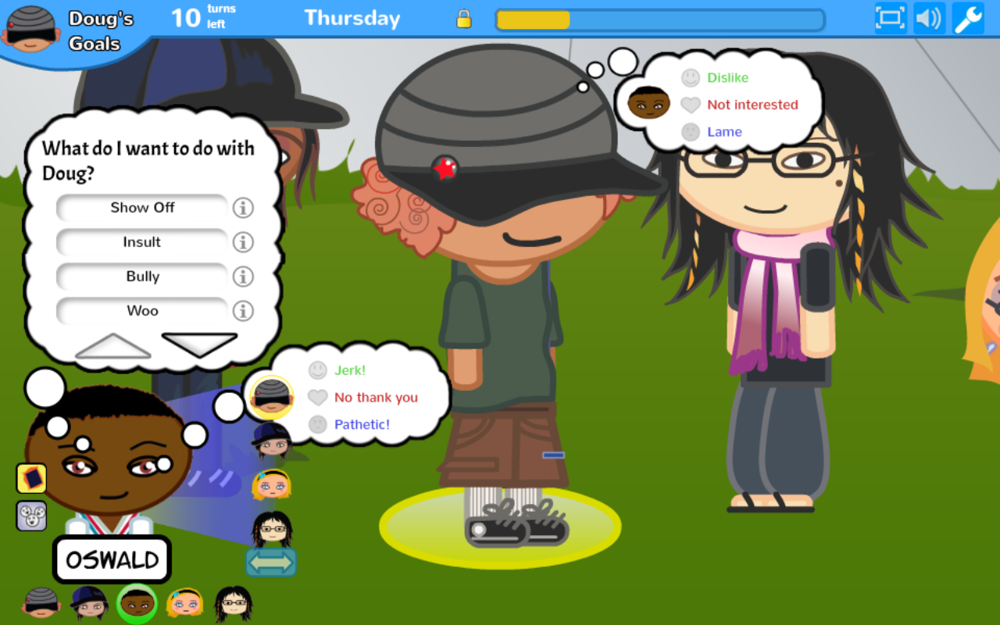 Doug's
Goals
10 turns
left
Thursday
Dislike
Not interested
Lame
What do I want to do with
Doug?
Show Off
Insult
Bully
Woo
Jerk!
No thank you
Pathetic!
OSWALD